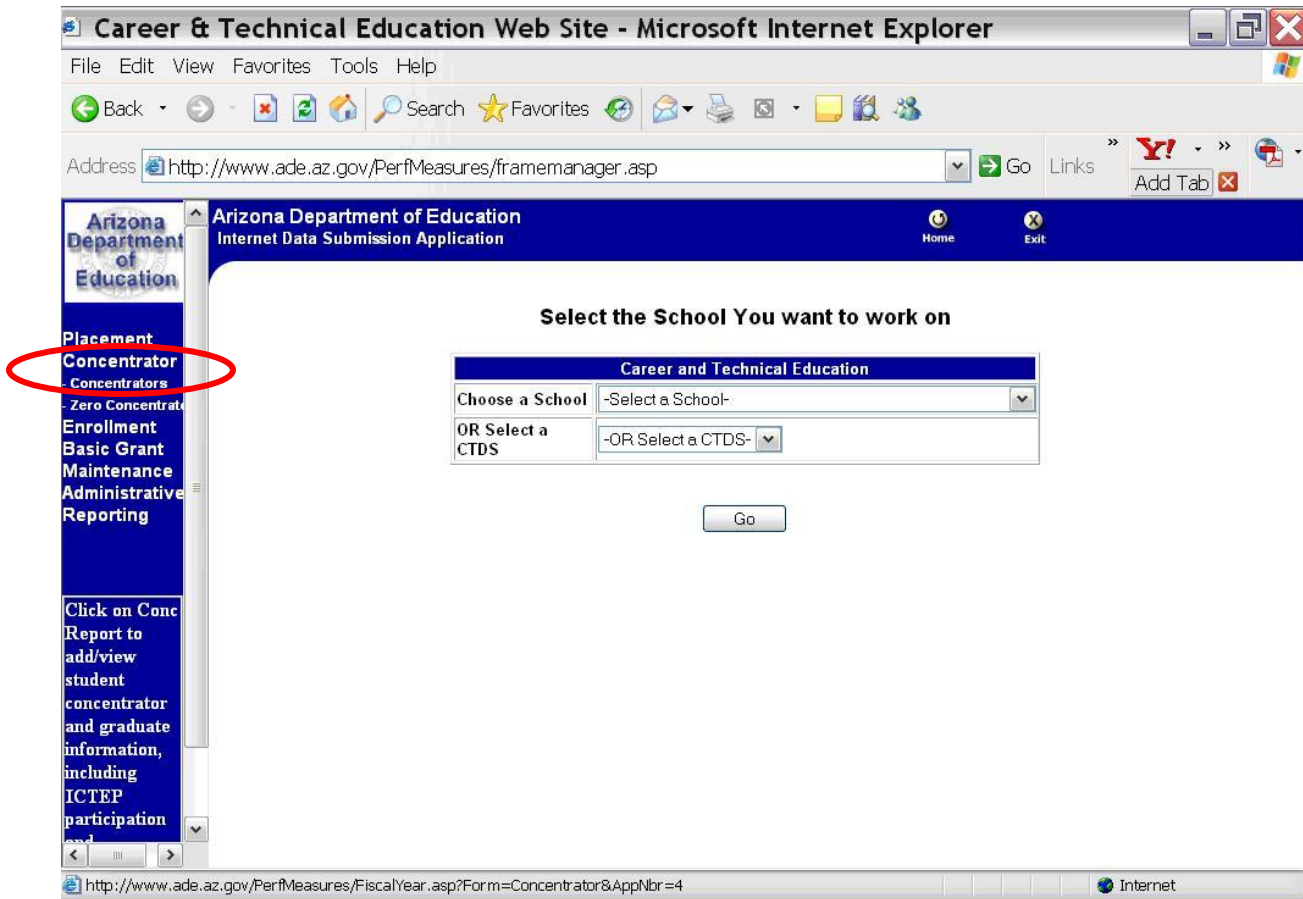 Career & Technical Education Web Site - Microsoft Internet Explorer
File Edit View Favorites Tools Help
Back Search Favorites
Address http://www.ade.az.gov/PerfMeasures/framemanager.asp Go Links » Y! » Add Tab
Arizona
Department
of
Education
Arizona Department of Education
Internet Data Submission Application
Home Exit
Placement
Concentrator
- Concentrators
- Zero Concentrate
Enrollment
Basic Grant
Maintenance
Administrative
Reporting
Click on Conc
Report to
add/view
student
concentrator
and graduate
information,
including
ICTEP
participation
and
Select the School You want to work on
Career and Technical Education
Choose a School -Select a School-
OR Select a
CTDS -OR Select a CTDS-
Go
http://www.ade.az.gov/PerfMeasures/FiscalYear.asp?Form=Concentrator&AppNbr=4 Internet